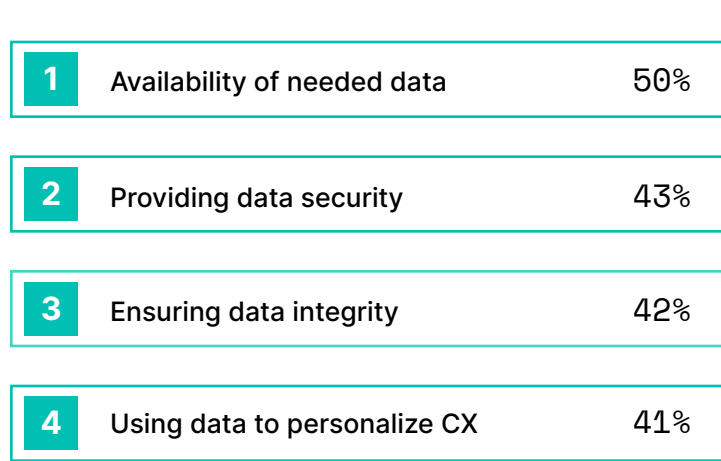 1 Availability of needed data 50%
2 Providing data security 43%
3 Ensuring data integrity 42%
4 Using data to personalize CX 41%